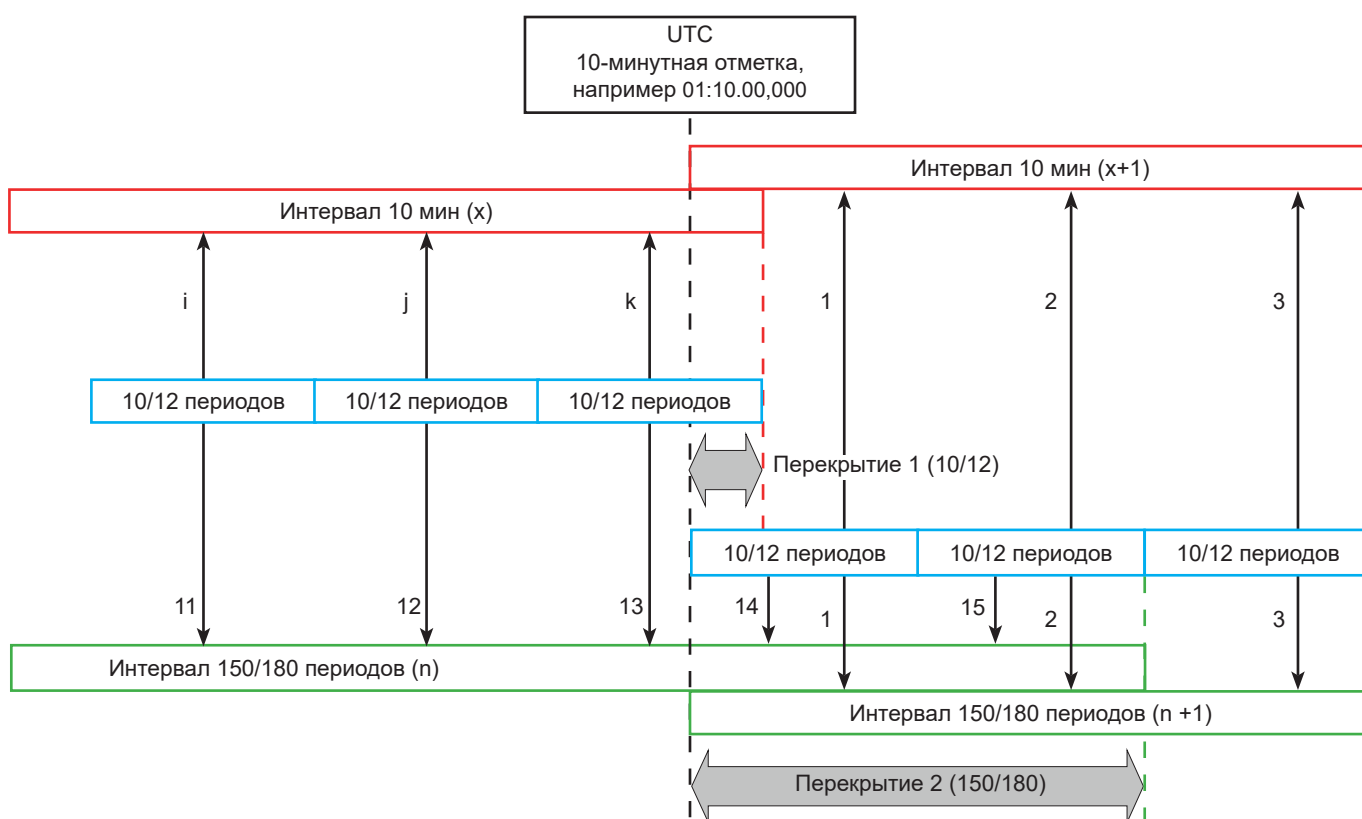 UTC
10-минутная отметка,
например 01:10.00,000
Интервал 10 мин (x+1)
Интервал 10 мин (x)
i
j
k
1
2
3
10/12 периодов
10/12 периодов
10/12 периодов
Перекрытие 1 (10/12)
10/12 периодов
10/12 периодов
10/12 периодов
11
12
13
14
1
15
2
3
Интервал 150/180 периодов (n)
Интервал 150/180 периодов (n +1)
Перекрытие 2 (150/180)